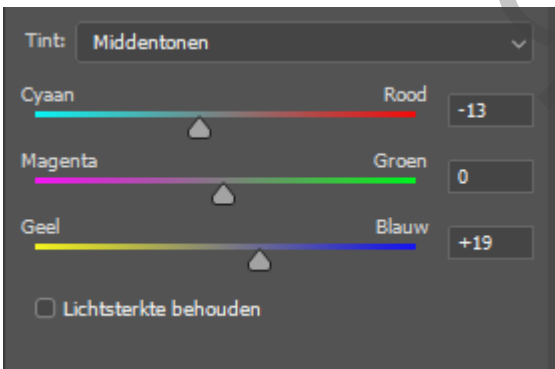 Tint: Middentonen
Cyaan Rood -13
Magenta Groen 0
Geel Blauw +19
Lichtsterkte behouden